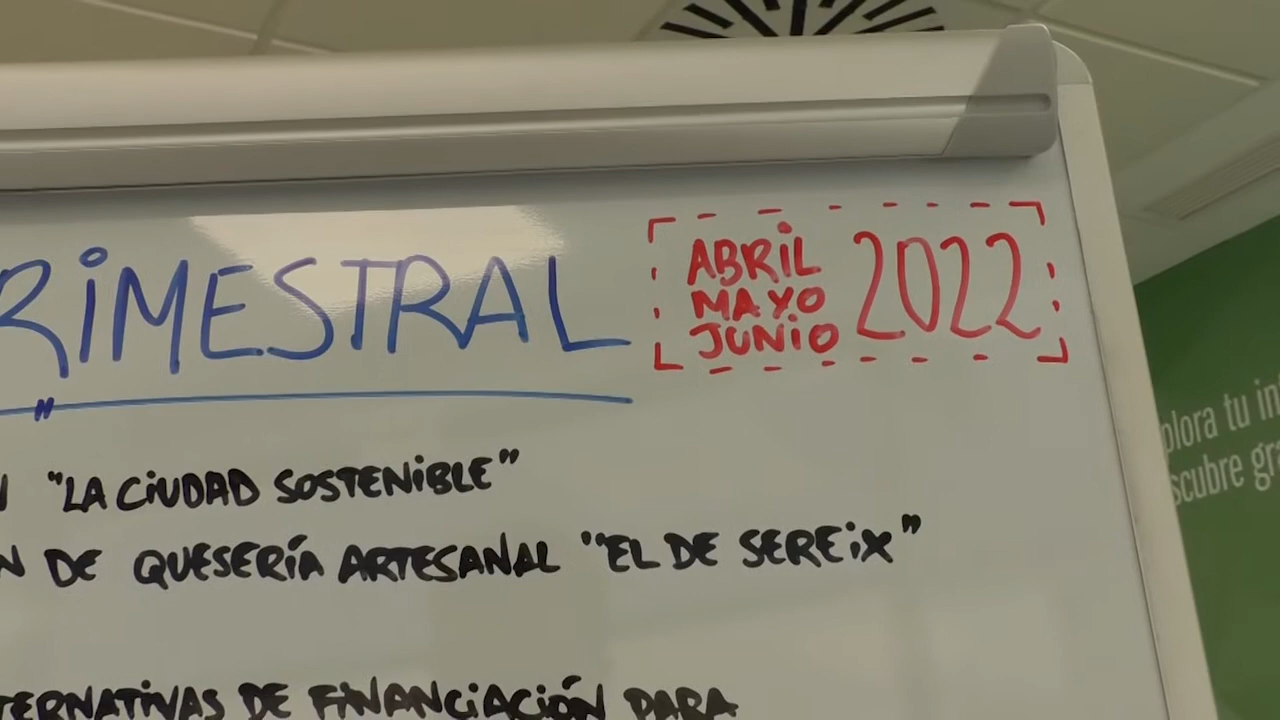 RIMESTRAL
ABRIL
MAYO
JUNIO
2022
"
"LA CIUDAD SOSTENIBLE"
N DE QUESERÍA ARTESANAL "EL DE SEREIX"
TERNATIVAS DE FINANCIACIÓN PARA
plora tu in
scubre gra